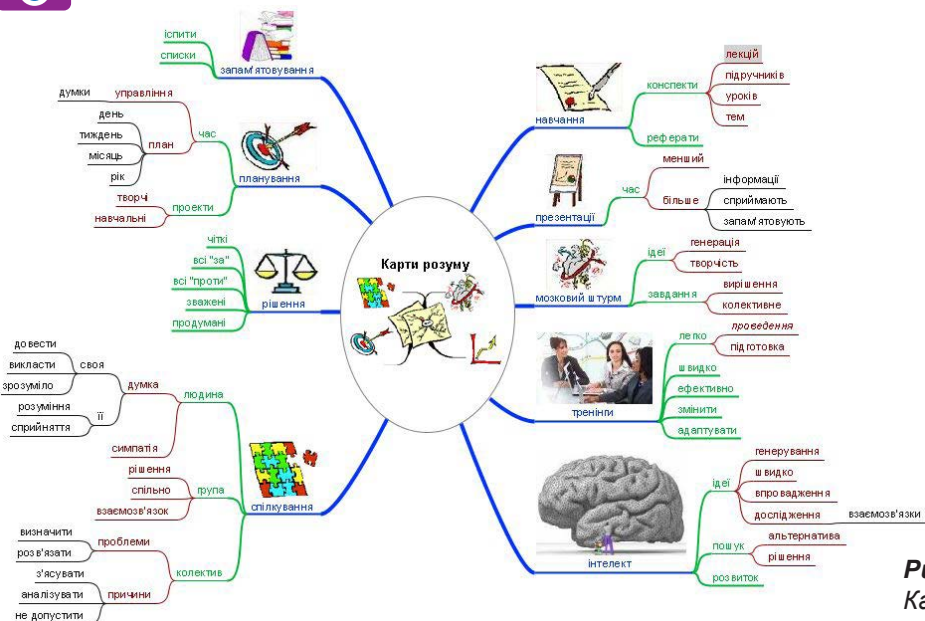 Карти розуму
запам'ятовування
іспити
списки
планування
час
управління
думки
план
день
тиждень
місяць
рік
проекти
творчі
навчальні
рішення
чіткі
всі "за"
всі "проти"
зважені
продумані
спілкування
людина
думка
своя
довести
викласти
зрозуміло
її
розуміння
сприйняття
симпатія
група
рішення
спільно
взаємозв'язок
колектив
проблеми
визначити
розв'язати
причини
з'ясувати
аналізувати
не допустити
навчання
конспекти
лекцій
підручників
уроків
тем
реферати
презентації
час
менший
більше
інформації
сприймають
запам'ятовують
мозковий штурм
ідеї
генерація
творчість
завдання
вирішення
колективне
тренінги
легко
проведення
підготовка
швидко
ефективно
змінити
адаптувати
інтелект
ідеї
генерування
швидко
впровадження
дослідження
взаємозв'язки
пошук
альтернатива
рішення
розвиток